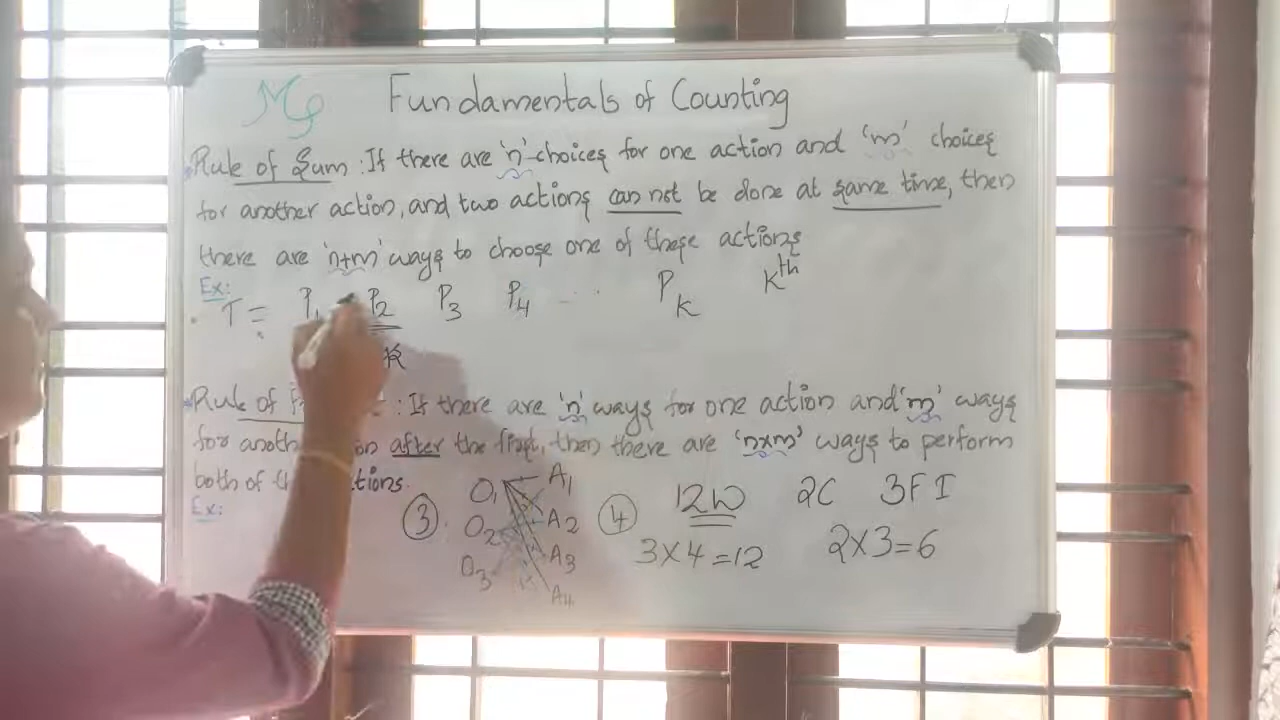 MG Fundamentals of Counting
*Rule of Sum : If there are 'n' choices for one action and 'm' choices
for another action, and two actions can not be done at same time, then
there are 'n+m' ways to choose one of these actions
Ex:
T = P1 P2 P3 P4 ... PK Kth
*Rule of : If there are 'n' ways for one action and 'm' ways
for after the first, then there are 'n×m' ways to perform
both of
Ex:
③ O1 O2 O3 A1 A2 A3 A4 ④ 12W 2C 3F I
3×4=12 2×3=6